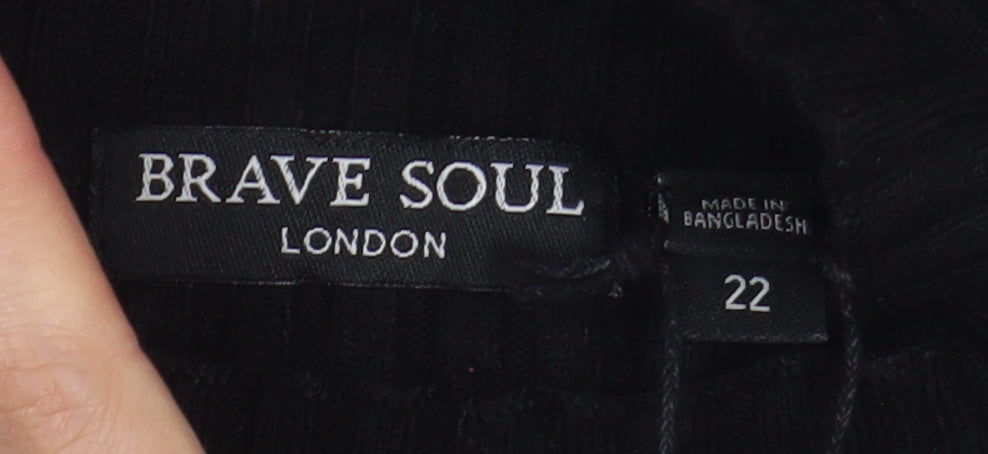 BRAVE SOUL
LONDON
MADE IN
BANGLADESH
22